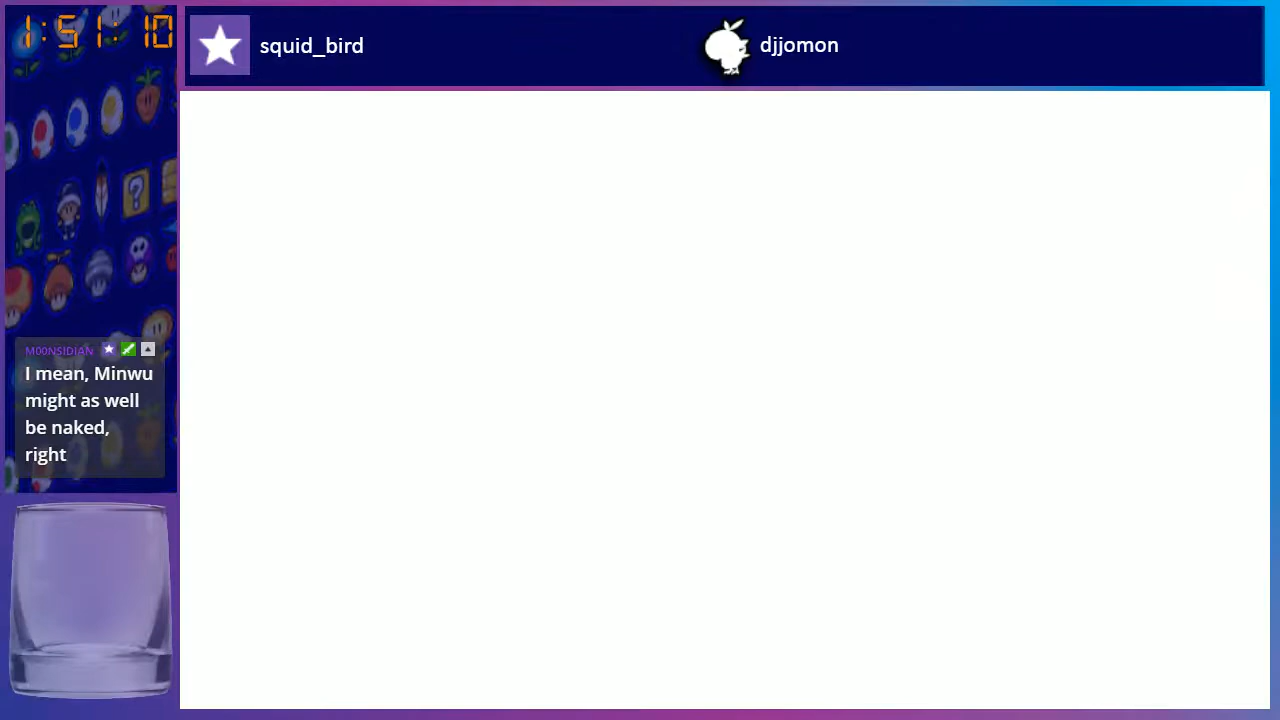 1:51:10
squid_bird
djjomon
M00NSIDIAN
I mean, Minwu
might as well
be naked,
right